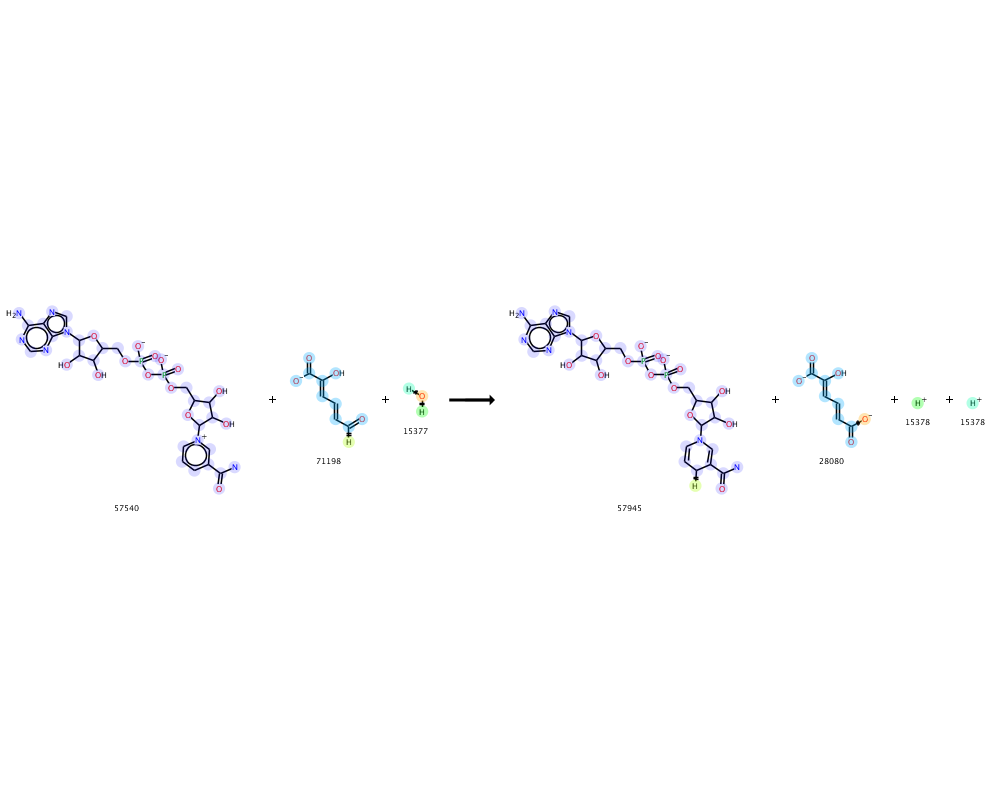 H₂N N N N N O HO OH O O⁻ P O O⁻ O P O O O OH OH N⁺ N O
57540
+
O O⁻ OH O H
71198
+
H O H
15377
H₂N N N N N O HO OH O O⁻ P O O⁻ O P O O O OH OH N N O H
57945
+
O O⁻ OH O⁻ O
28080
+
H⁺
15378
+
H⁺
15378